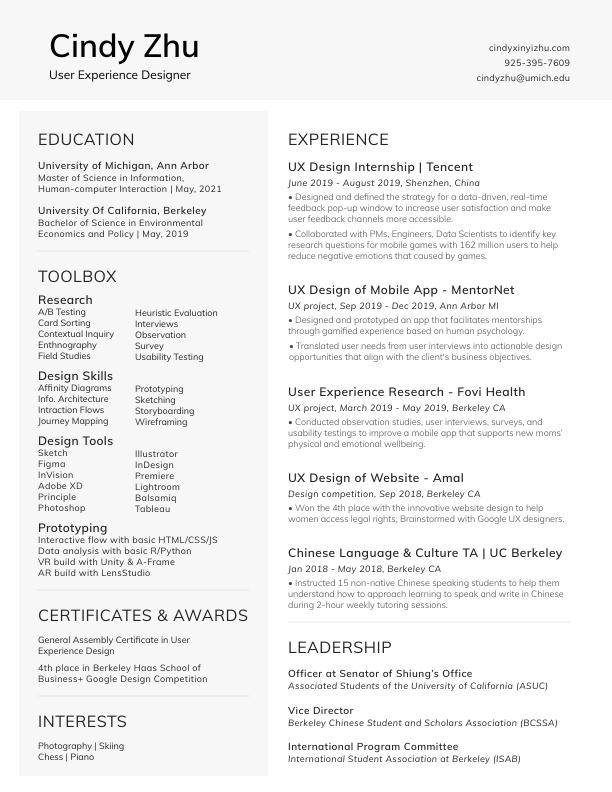 Cindy Zhu
User Experience Designer
cindyxinyizhu.com
925-395-7609
cindyzhu@umich.edu
EDUCATION
University of Michigan, Ann Arbor
Master of Science in Information,
Human-computer Interaction | May, 2021
University Of California, Berkeley
Bachelor of Science in Environmental
Economics and Policy | May, 2019
TOOLBOX
Research
A/B Testing
Card Sorting
Contextual Inquiry
Enthnography
Field Studies
Heuristic Evaluation
Interviews
Observation
Survey
Usability Testing
Design Skills
Affinity Diagrams
Info. Architecture
Intraction Flows
Journey Mapping
Prototyping
Sketching
Storyboarding
Wireframing
Design Tools
Sketch
Figma
InVision
Adobe XD
Principle
Photoshop
Illustrator
InDesign
Premiere
Lightroom
Balsamiq
Tableau
Prototyping
Interactive flow with basic HTML/CSS/JS
Data analysis with basic R/Python
VR build with Unity & A-Frame
AR build with LensStudio
CERTIFICATES & AWARDS
General Assembly Certificate in User
Experience Design
4th place in Berkeley Haas School of
Business+ Google Design Competition
INTERESTS
Photography | Skiing
Chess | Piano
EXPERIENCE
UX Design Internship | Tencent
June 2019 - August 2019, Shenzhen, China
• Designed and defined the strategy for a data-driven, real-time
feedback pop-up window to increase user satisfaction and make
user feedback channels more accessible.
• Collaborated with PMs, Engineers, Data Scientists to identify key
research questions for mobile games with 162 million users to help
reduce negative emotions that caused by games.
UX Design of Mobile App - MentorNet
UX project, Sep 2019 - Dec 2019, Ann Arbor MI
• Designed and prototyped an app that facilitates mentorships
through gamified experience based on human psychology.
• Translated user needs from user interviews into actionable design
opportunities that align with the client's business objectives.
User Experience Research - Fovi Health
UX project, March 2019 - May 2019, Berkeley CA
• Conducted observation studies, user interviews, surveys, and
usability testings to improve a mobile app that supports new moms’
physical and emotional wellbeing.
UX Design of Website - Amal
Design competition, Sep 2018, Berkeley CA
• Won the 4th place with the innovative website design to help
women access legal rights; Brainstormed with Google UX designers.
Chinese Language & Culture TA | UC Berkeley
Jan 2018 - May 2018, Berkeley CA
• Instructed 15 non-native Chinese speaking students to help them
understand how to approach learning to speak and write in Chinese
during 2-hour weekly tutoring sessions.
LEADERSHIP
Officer at Senator of Shiung’s Office
Associated Students of the University of California (ASUC)
Vice Director
Berkeley Chinese Student and Scholars Association (BCSSA)
International Program Committee
International Student Association at Berkeley (ISAB)